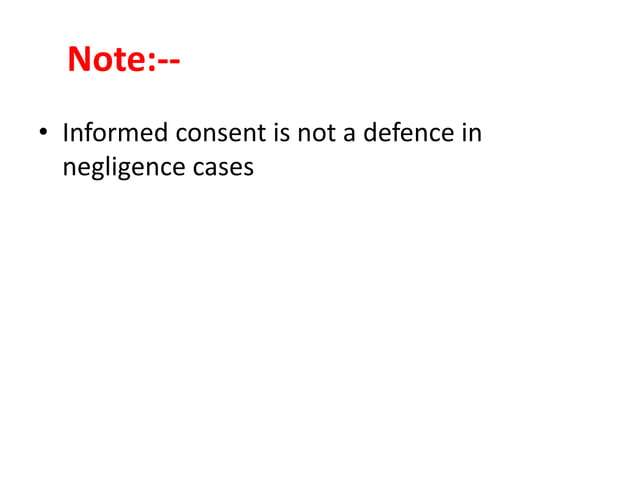 Note:--
• Informed consent is not a defence in
negligence cases